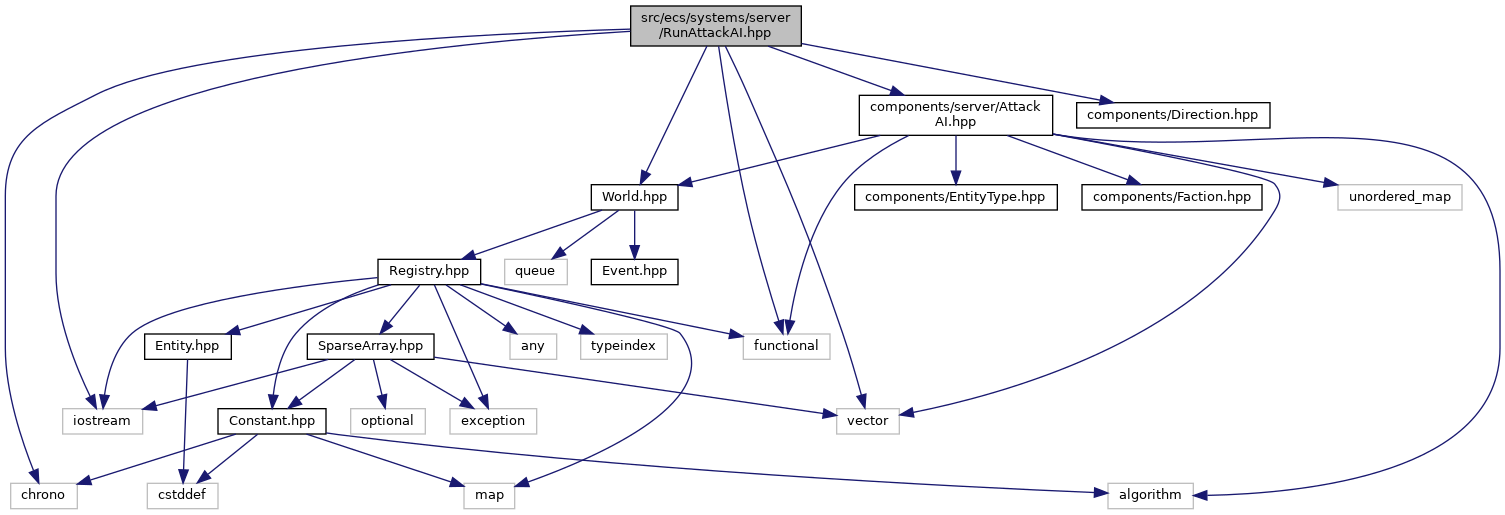 src/ecs/systems/server
/RunAttackAI.hpp
components/server/Attack
AI.hpp
components/Direction.hpp
World.hpp
components/EntityType.hpp
components/Faction.hpp
unordered_map
Registry.hpp
queue
Event.hpp
Entity.hpp
SparseArray.hpp
any
typeindex
functional
iostream
Constant.hpp
optional
exception
vector
chrono
cstddef
map
algorithm